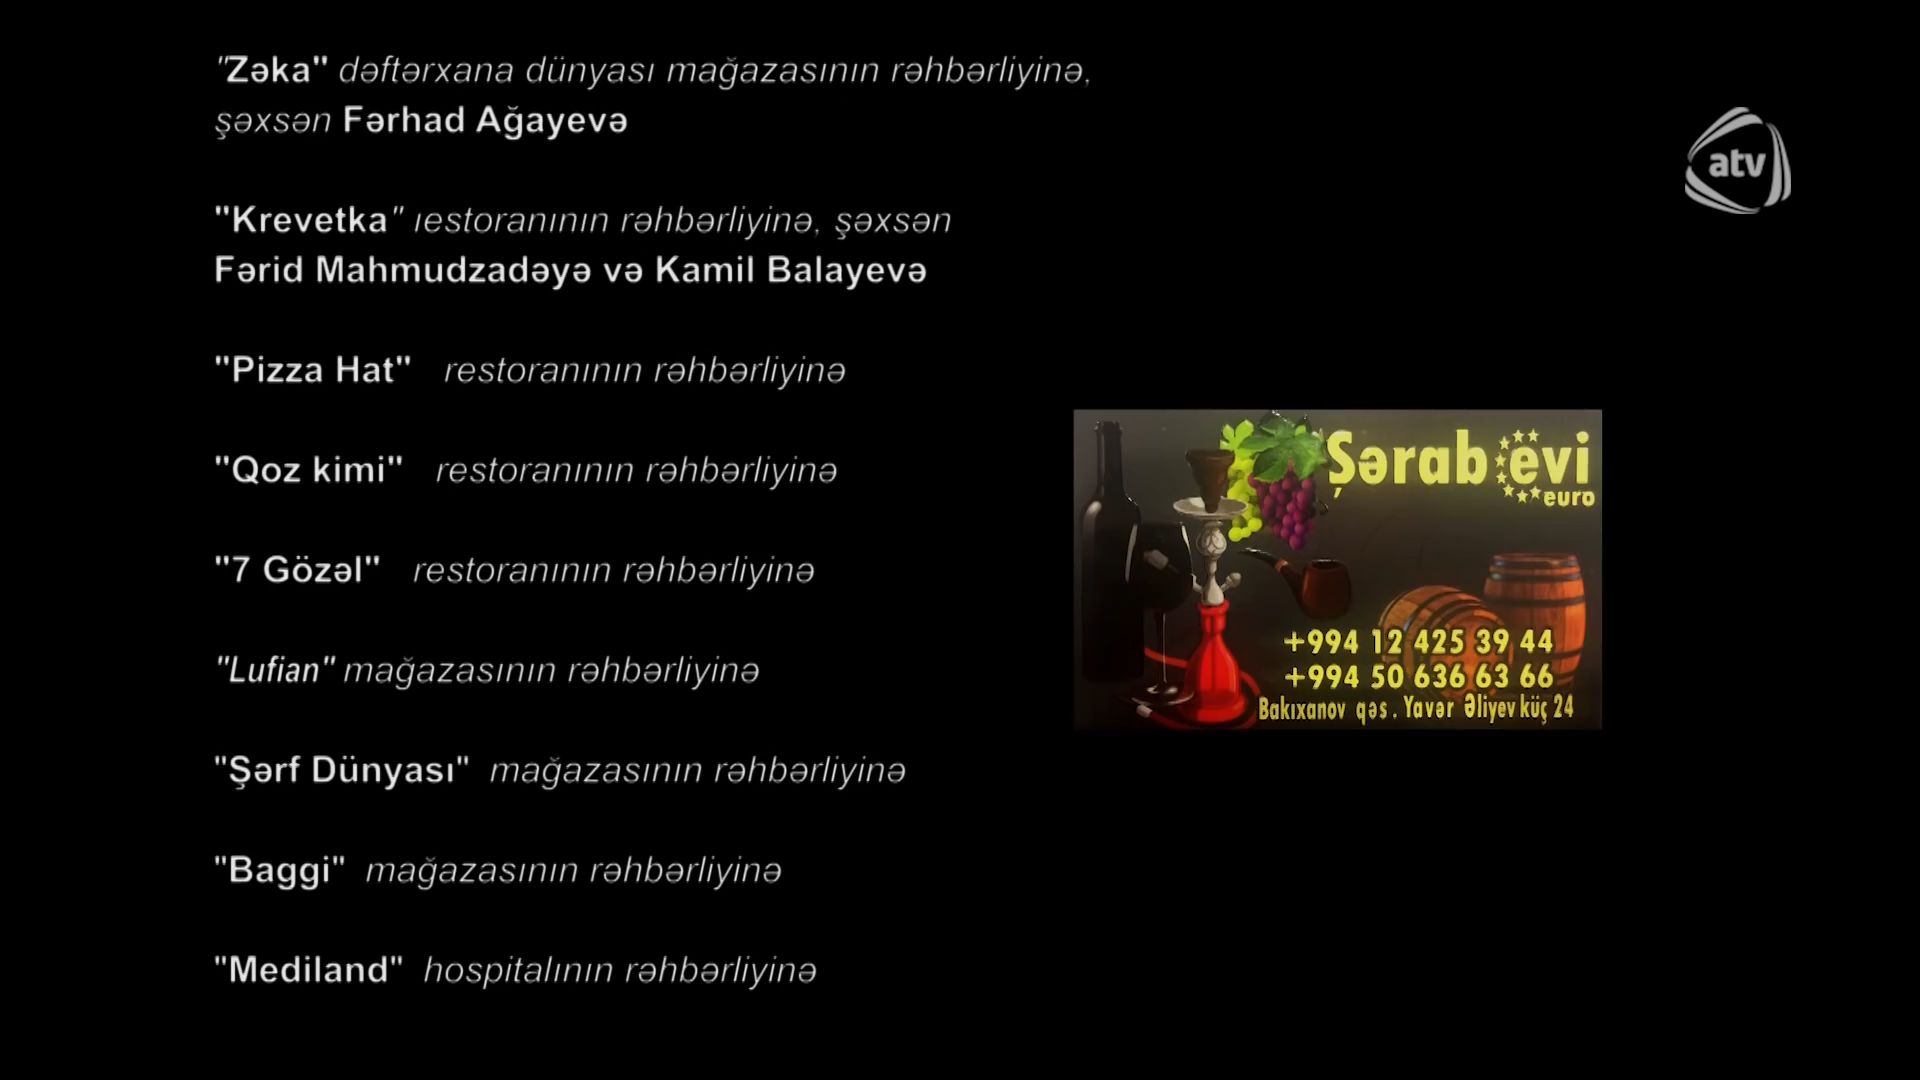 "Zəka" dəftərxana dünyası mağazasının rəhbərliyinə,
şəxsən Fərhad Ağayevə
"Krevetka" ıestoranının rəhbərliyinə, şəxsən
Fərid Mahmudzadəyə və Kamil Balayevə
"Pizza Hat" restoranının rəhbərliyinə
"Qoz kimi" restoranının rəhbərliyinə
"7 Gözəl" restoranının rəhbərliyinə
"Lufian" mağazasının rəhbərliyinə
"Şərf Dünyası" mağazasının rəhbərliyinə
"Baggi" mağazasının rəhbərliyinə
"Mediland" hospitalının rəhbərliyinə
atv
Şərab evi
euro
+994 12 425 39 44
+994 50 636 63 66
Bakıxanov qəs. Yavər Əliyev küç 24